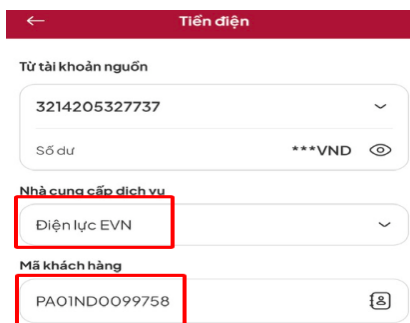 Tiền điện
Từ tài khoản nguồn
3214205327737
Số dư ***VND
Nhà cung cấp dịch vụ
Điện lực EVN
Mã khách hàng
PA01ND0099758